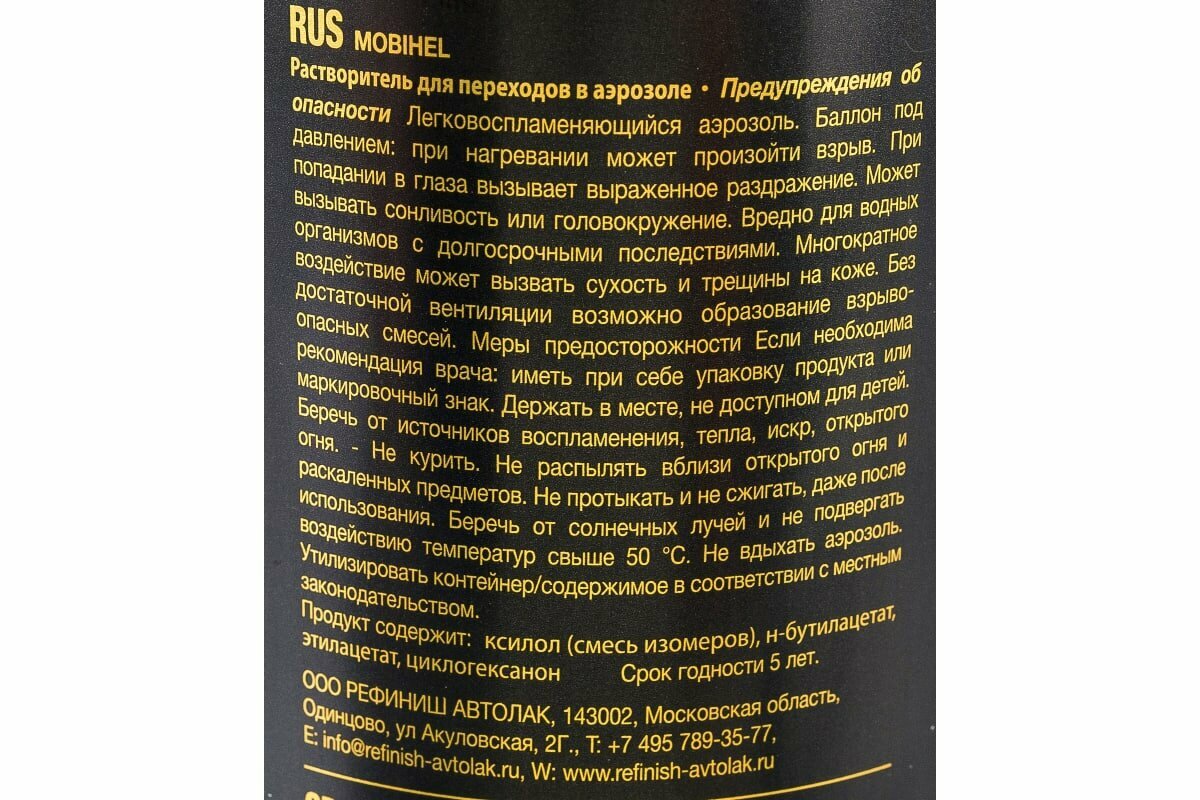 RUS MOBIHEL
Растворитель для переходов в аэрозоле • Предупреждения об
опасности Легковоспламеняющийся аэрозоль. Баллон под
давлением: при нагревании может произойти взрыв. При
попадании в глаза вызывает выраженное раздражение. Может
вызывать сонливость или головокружение. Вредно для водных
организмов с долгосрочными последствиями. Многократное
воздействие может вызвать сухость и трещины на коже. Без
достаточной вентиляции возможно образование взрыво-
опасных смесей. Меры предосторожности Если необходима
рекомендация врача: иметь при себе упаковку продукта или
маркировочный знак. Держать в месте, не доступном для детей.
Беречь от источников воспламенения, тепла, искр, открытого
огня. - Не курить. Не распылять вблизи открытого огня и
раскаленных предметов. Не протыкать и не сжигать, даже после
использования. Беречь от солнечных лучей и не подвергать
воздействию температур свыше 50 °C. Не вдыхать аэрозоль.
Утилизировать контейнер/содержимое в соответствии с местным
законодательством.
Продукт содержит: ксилол (смесь изомеров), н-бутилацетат,
этилацетат, циклогексанон Срок годности 5 лет.
ООО РЕФИНИШ АВТОЛАК, 143002, Московская область,
Одинцово, ул Акуловская, 2Г., Т: +7 495 789-35-77,
E: info@refinish-avtolak.ru, W: www.refinish-avtolak.ru